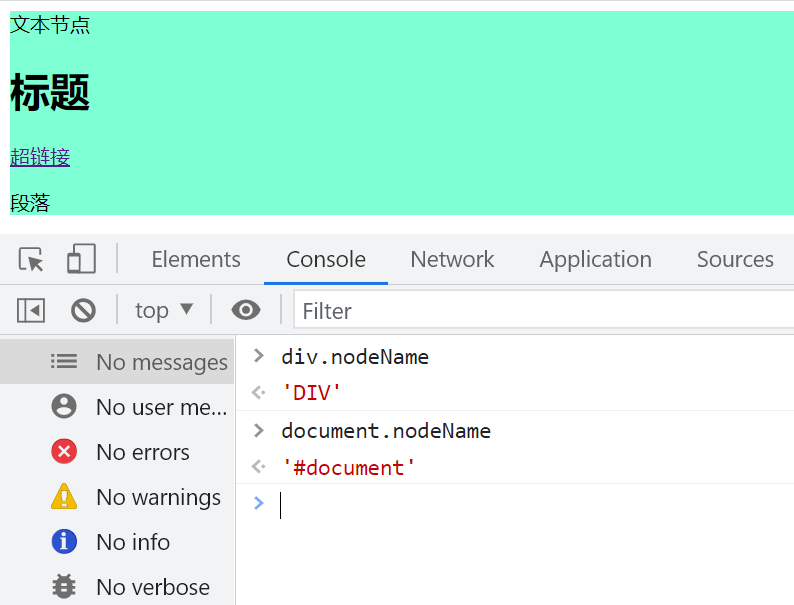 文本节点
标题
超链接
段落
Elements Console Network Application Sources
top ▼ Filter
No messages
No user me...
No errors
No warnings
No info
No verbose
> div.nodeName
<· 'DIV'
> document.nodeName
<· '#document'
>